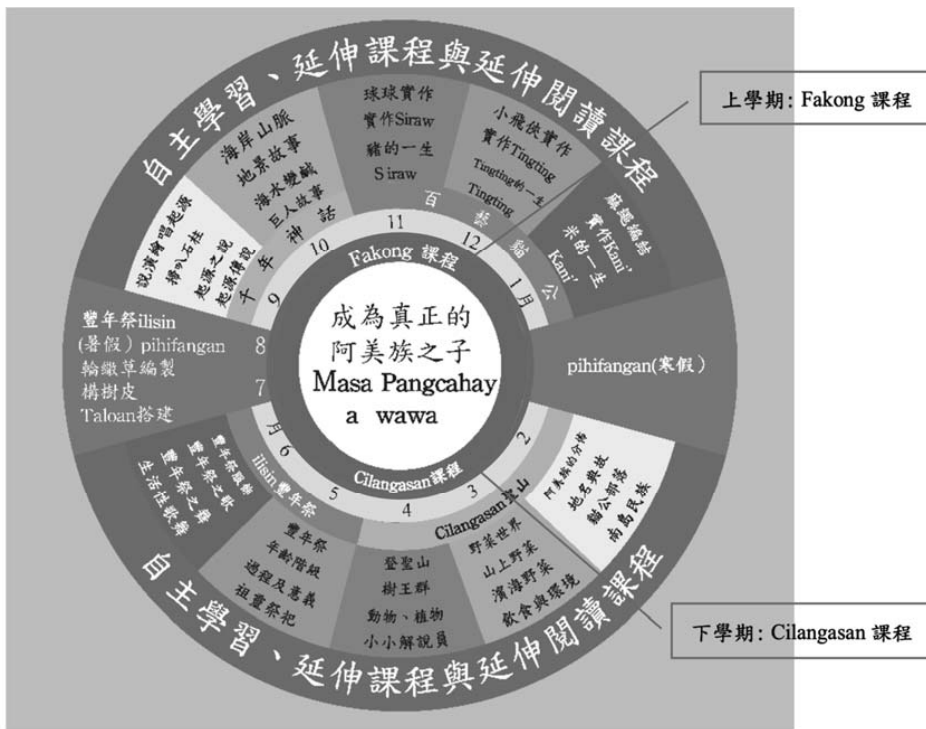 自主學習、延伸課程與延伸閱讀課程
上學期: Fakong 課程
球球實作
實作Siraw
豬的一生
Siraw
小飛俠實作
實作Tingting
Tingting的一生
Tingting
麻繩編結
實作Kani'
米的一生
Kani'
海岸山脈
地景故事
海水變鹹
巨人故事
說演繪唱起源
掃叭石柱
起源之說
起源傳說
千年神話
百藝貓公
9
10
11
12
1月
Fakong 課程
成為真正的
阿美族之子
Masa Pangcahay
a wawa
Cilangasan課程
豐年祭ilisin
(暑假) pihifangan
輪繖草編製
構樹皮
Taloan搭建
8
7
pihifangan(寒假)
2
3
4
5
6
月
ilisin豐年祭
Cilangasan登山
阿美族的分佈
地名典故
貓公部落
南島民族
野菜世界
山上野菜
濱海野菜
飲食與環境
登聖山
樹王群
動物、植物
小小解說員
豐年祭
年齡階級
過程及意義
祖靈祭祀
豐年祭服飾
豐年祭之歌
豐年祭之舞
生活性歌舞
自主學習、延伸課程與延伸閱讀課程
下學期: Cilangasan 課程